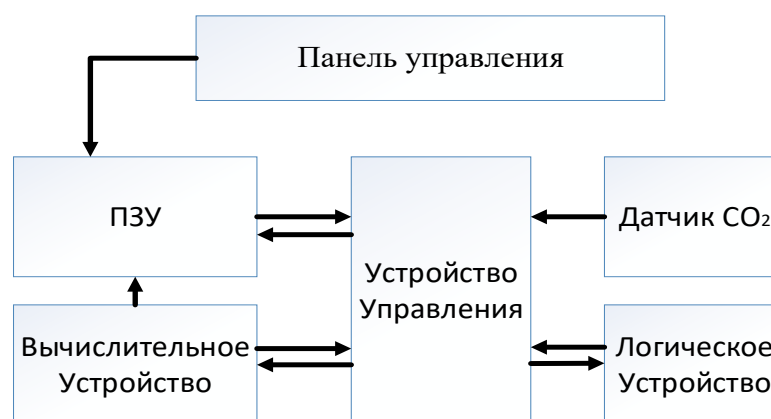 Панель управления
ПЗУ
Устройство
Управления
Датчик CO₂
Вычислительное
Устройство
Логическое
Устройство